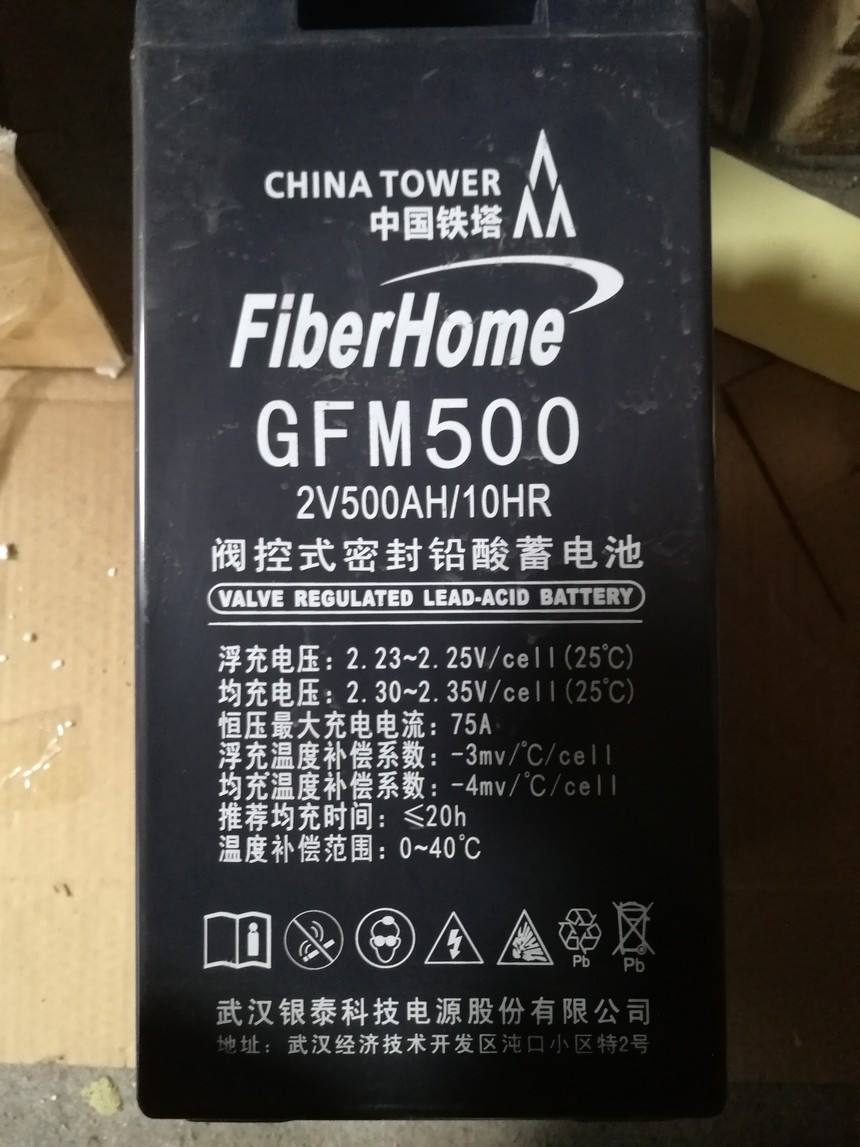 CHINA TOWER
中国铁塔
FiberHome
GFM500
2V500AH/10HR
阀控式密封铅酸蓄电池
VALVE REGULATED LEAD-ACID BATTERY
浮充电压：2.23~2.25V/cell(25℃)
均充电压：2.30~2.35V/cell(25℃)
恒压最大充电电流：75A
浮充温度补偿系数：-3mv/℃/cell
均充温度补偿系数：-4mv/℃/cell
推荐均充时间：≤20h
温度补偿范围：0~40℃
Pb Pb
武汉银泰科技电源股份有限公司
地址：武汉经济技术开发区沌口小区特2号